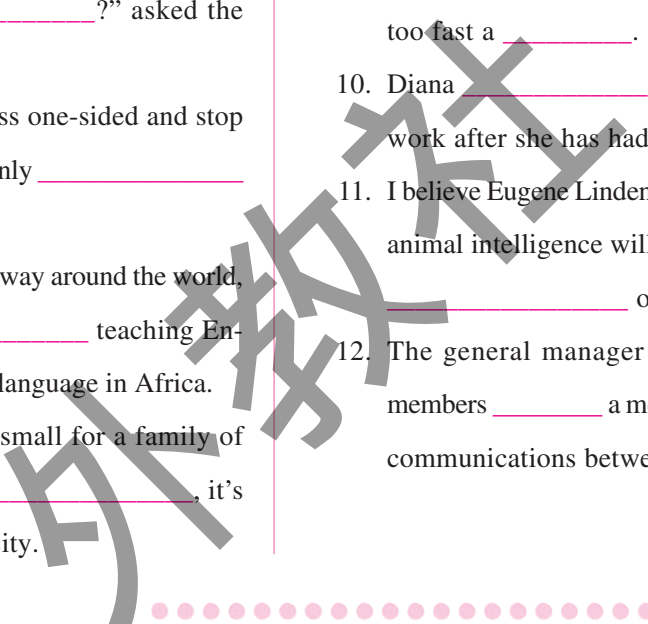 ?” asked the
ss one-sided and stop
nly
way around the world,
teaching En-
language in Africa.
small for a family of
, it’s
ity.
too fast a .
10. Diana
work after she has had
11. I believe Eugene Linden
animal intelligence will
o
12. The general manager
members a m
communications betwe
外教社